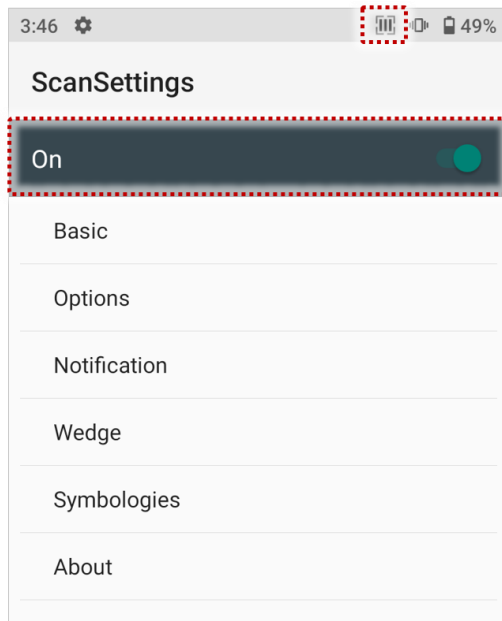 3:46 49%
ScanSettings
On
Basic
Options
Notification
Wedge
Symbologies
About